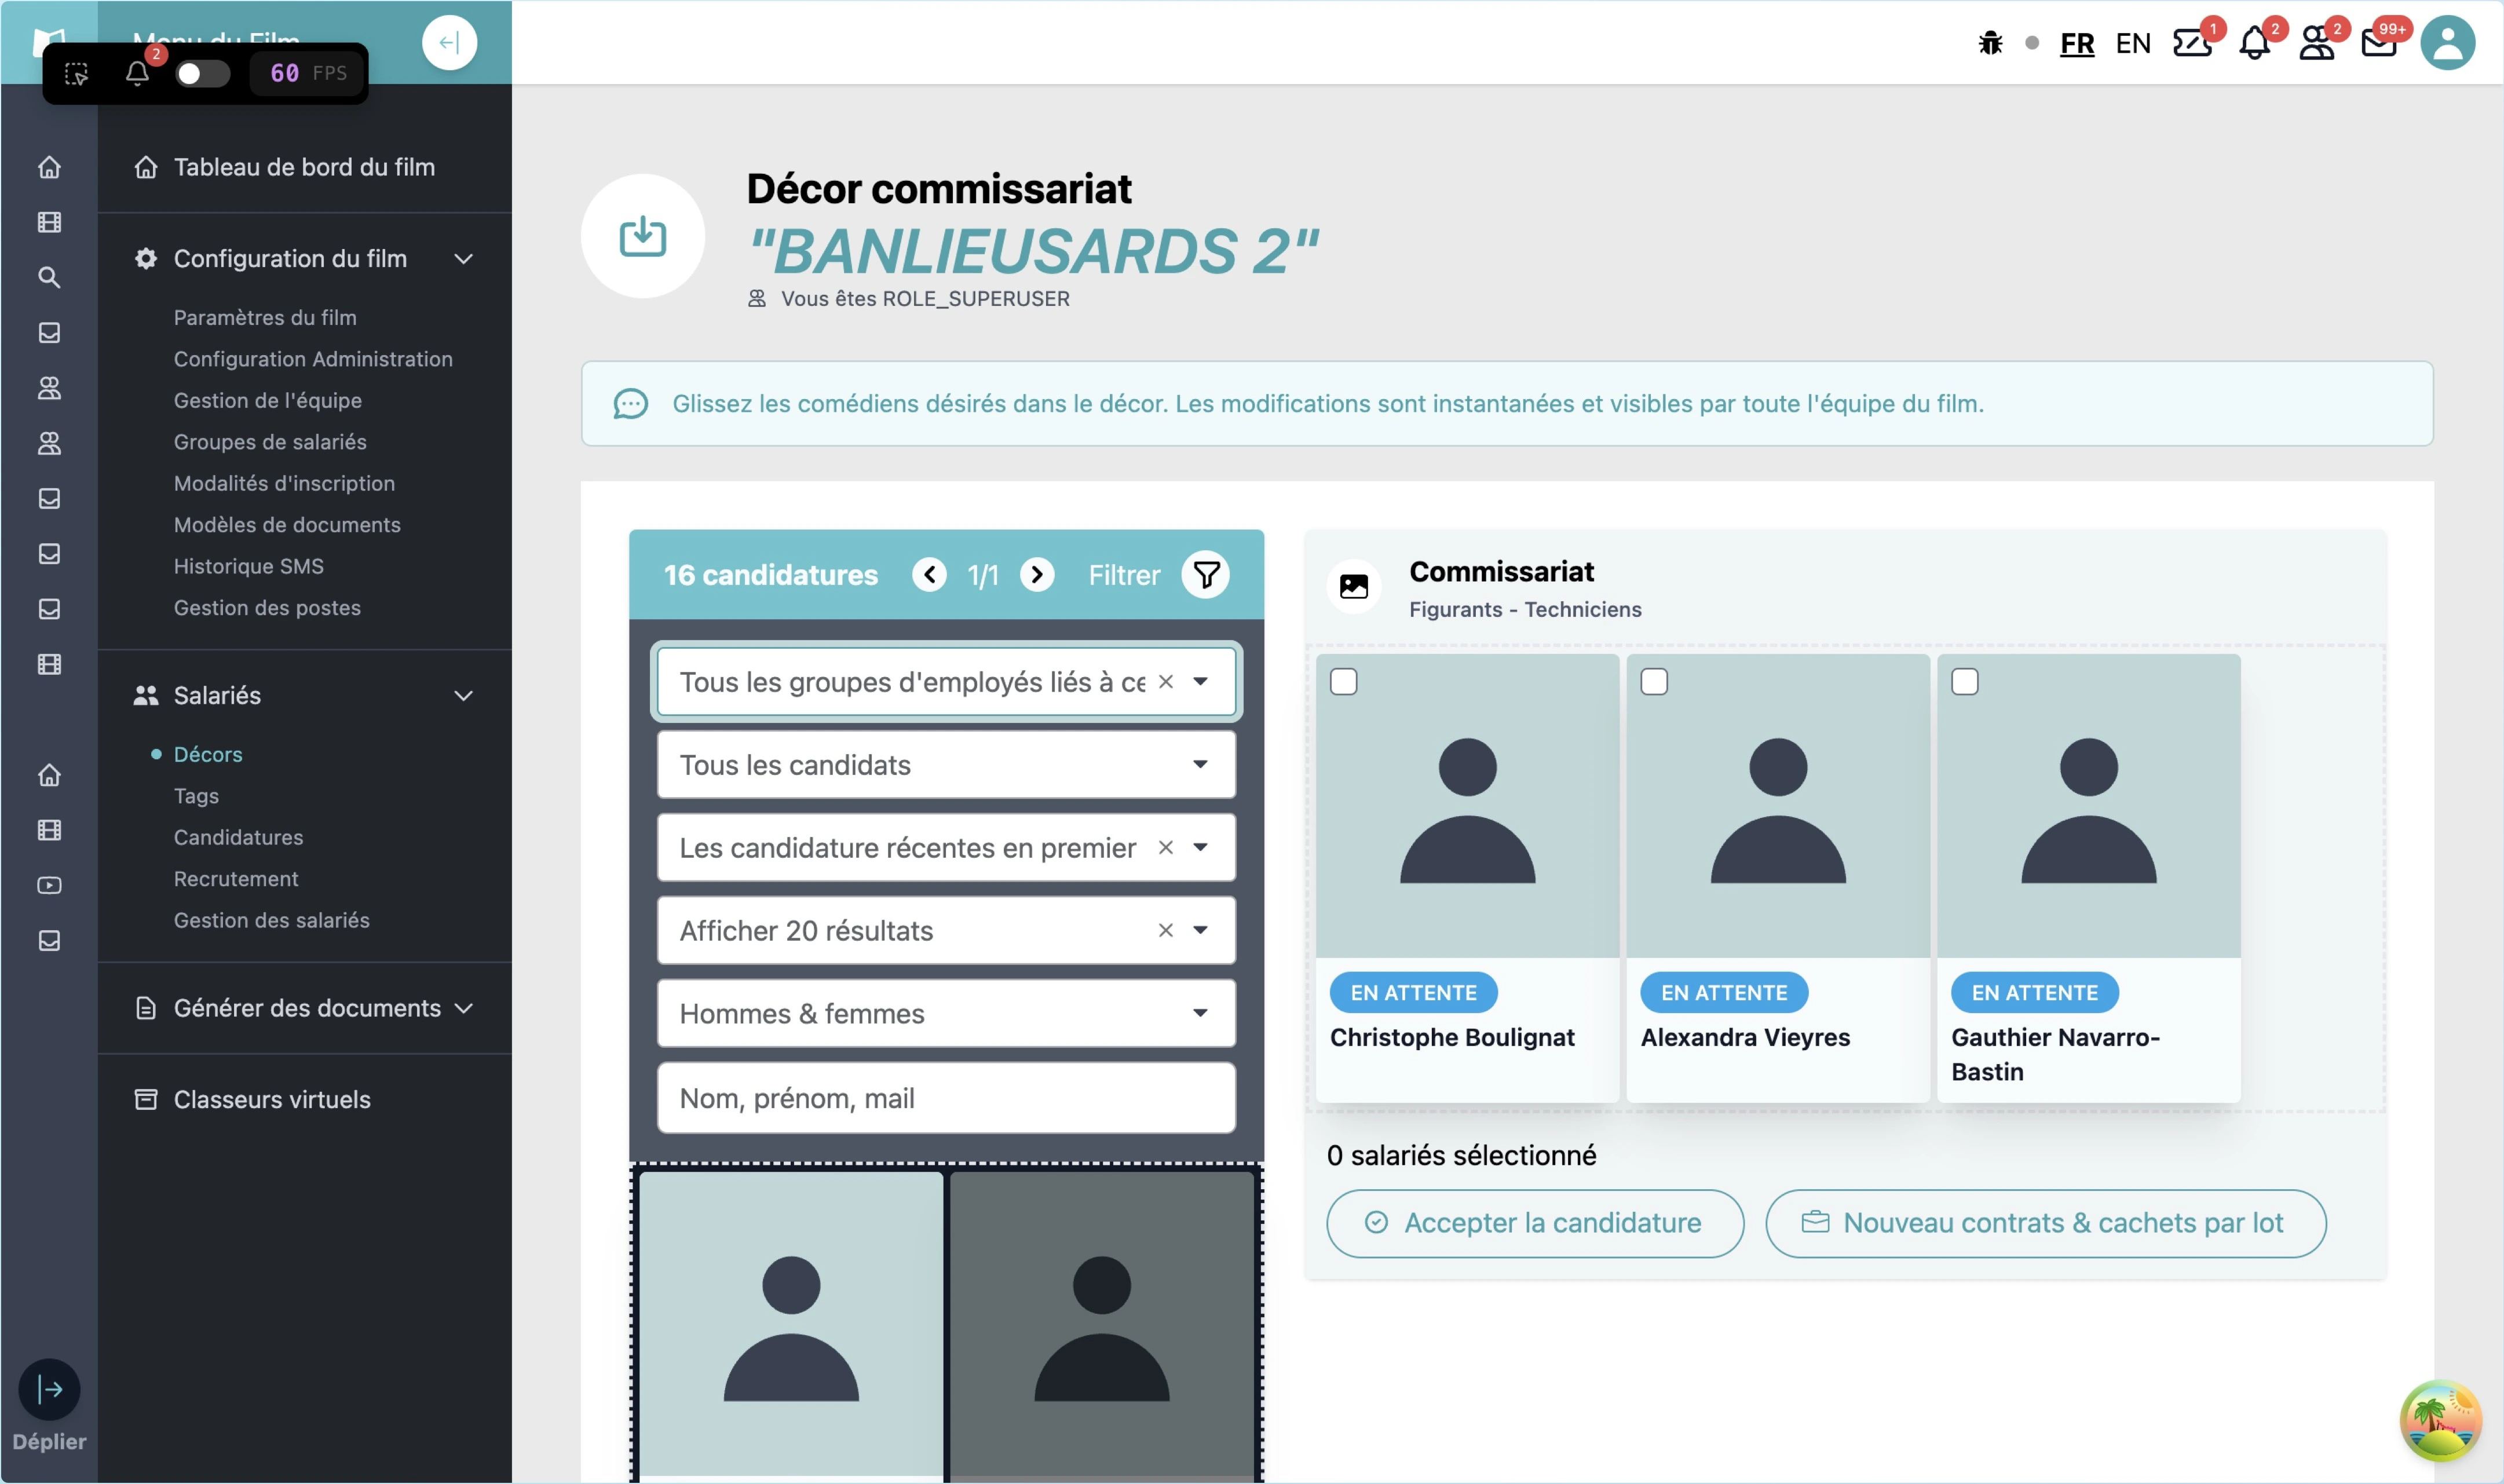 Menu du Film
2
60 FPS
FR
EN
1
2
2
99+
Tableau de bord du film
Configuration du film
Paramètres du film
Configuration Administration
Gestion de l'équipe
Groupes de salariés
Modalités d'inscription
Modèles de documents
Historique SMS
Gestion des postes
Salariés
Décors
Tags
Candidatures
Recrutement
Gestion des salariés
Générer des documents
Classeurs virtuels
Déplier
Décor commissariat
"BANLIEUSARDS 2"
Vous êtes ROLE_SUPERUSER
Glissez les comédiens désirés dans le décor. Les modifications sont instantanées et visibles par toute l'équipe du film.
16 candidatures
1/1
Filtrer
Tous les groupes d'employés liés à ce
Tous les candidats
Les candidature récentes en premier
Afficher 20 résultats
Hommes & femmes
Nom, prénom, mail
Commissariat
Figurants - Techniciens
EN ATTENTE
Christophe Boulignat
EN ATTENTE
Alexandra Vieyres
EN ATTENTE
Gauthier Navarro-
Bastin
0 salariés sélectionné
Accepter la candidature
Nouveau contrats & cachets par lot